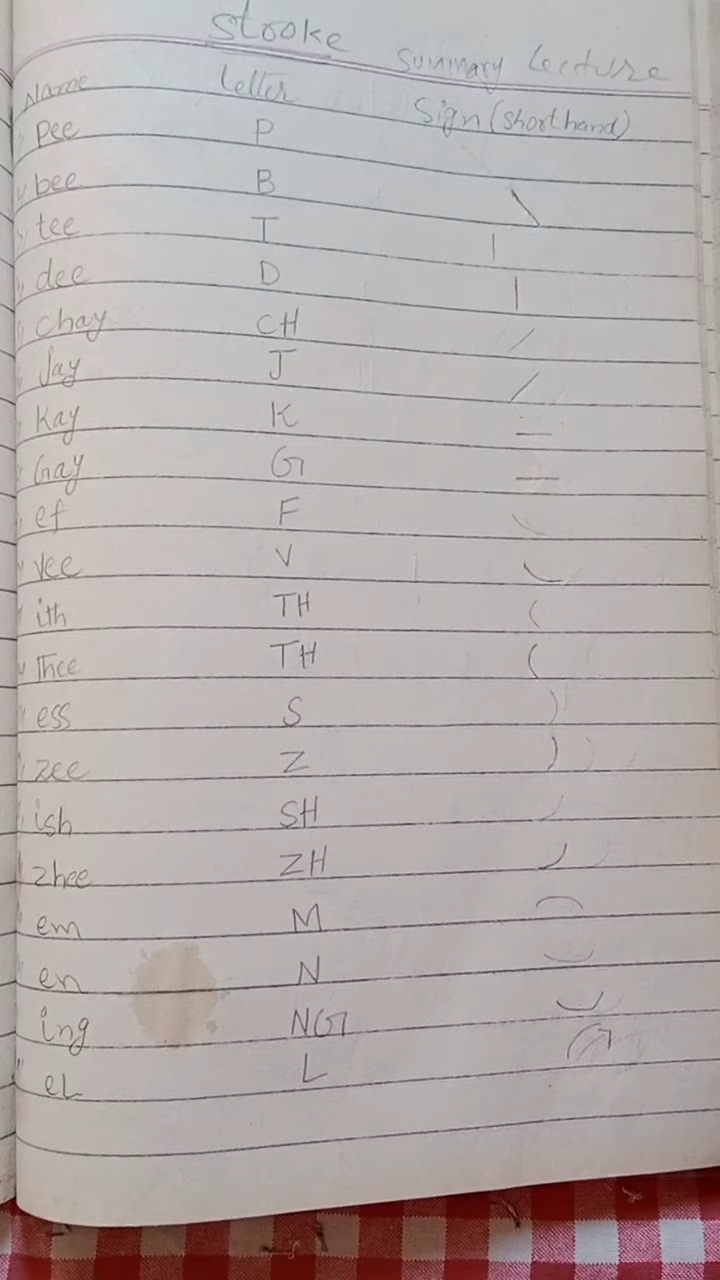 Stroke Summary Lecture
Name Letter Sign (shorthand)
Pee P
bee B
tee T
dee D
chay CH
Jay J
Kay K
Gay G
ef F
vee V
ith TH
Thee TH
ess S
zee Z
ish SH
zhee ZH
em M
en N
ing NG
eL L